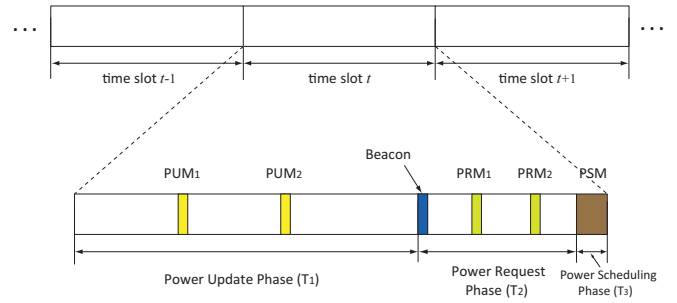 ... ...
time slot t-1 time slot t time slot t+1
Beacon
PUM1 PUM2 PRM1 PRM2 PSM
Power Update Phase (T1) Power Request Phase (T2) Power Scheduling Phase (T3)